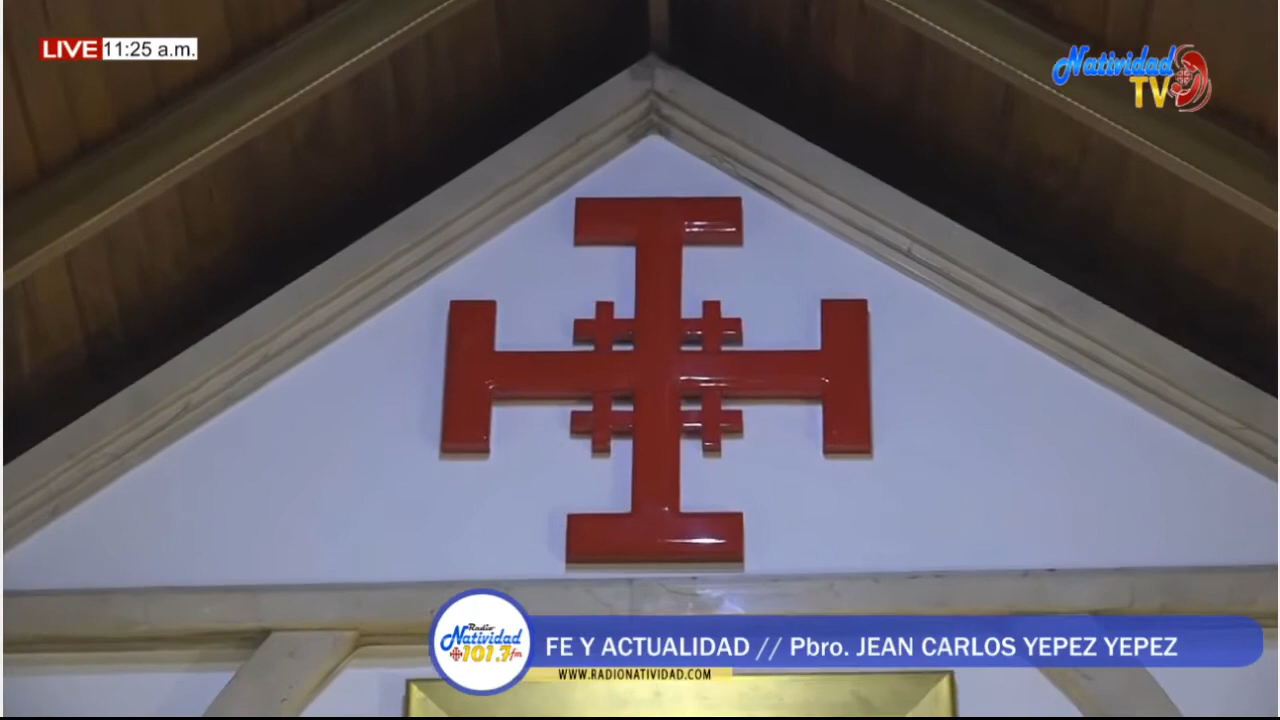 LIVE 11:25 a.m.
Natividad
TV
Radio
Natividad
101.7fm
FE Y ACTUALIDAD // Pbro. JEAN CARLOS YEPEZ YEPEZ
WWW.RADIONATIVIDAD.COM